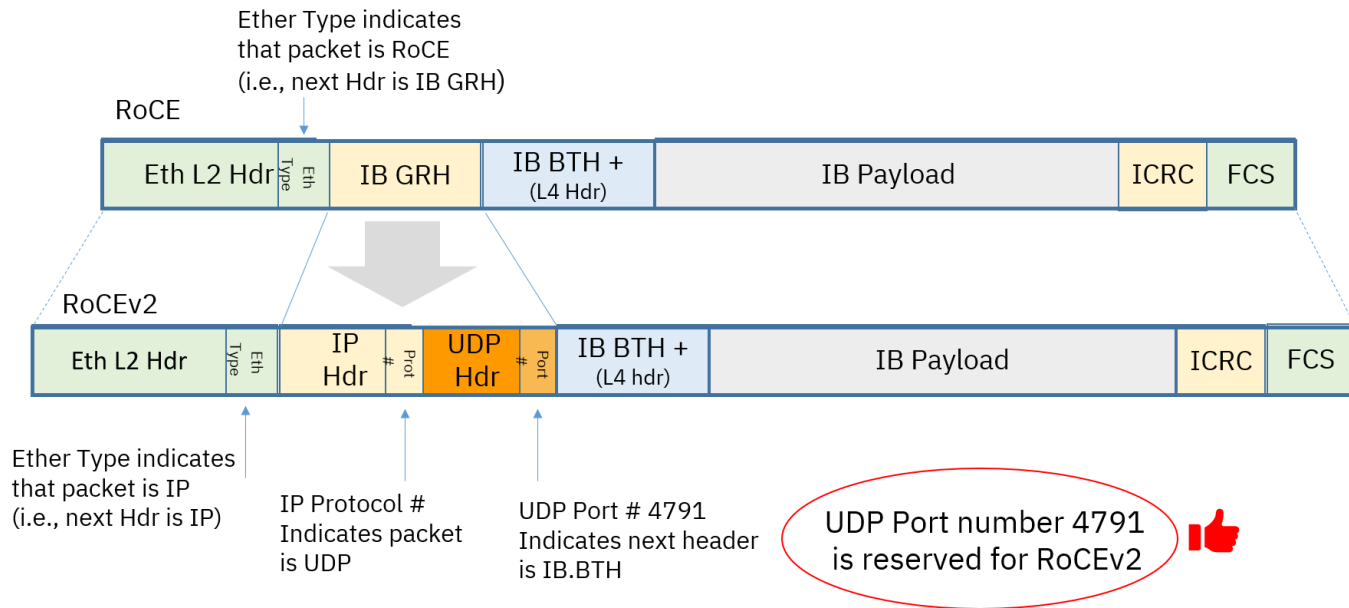 Ether Type indicates
that packet is RoCE
(i.e., next Hdr is IB GRH)
RoCE
Eth L2 Hdr
Eth
Type
IB GRH
IB BTH +
(L4 Hdr)
IB Payload
ICRC
FCS
RoCEv2
Eth L2 Hdr
Eth
Type
IP
Hdr
Prot
#
UDP
Hdr
Port
#
IB BTH +
(L4 hdr)
IB Payload
ICRC
FCS
Ether Type indicates
that packet is IP
(i.e., next Hdr is IP)
IP Protocol #
Indicates packet
is UDP
UDP Port # 4791
Indicates next header
is IB.BTH
UDP Port number 4791
is reserved for RoCEv2